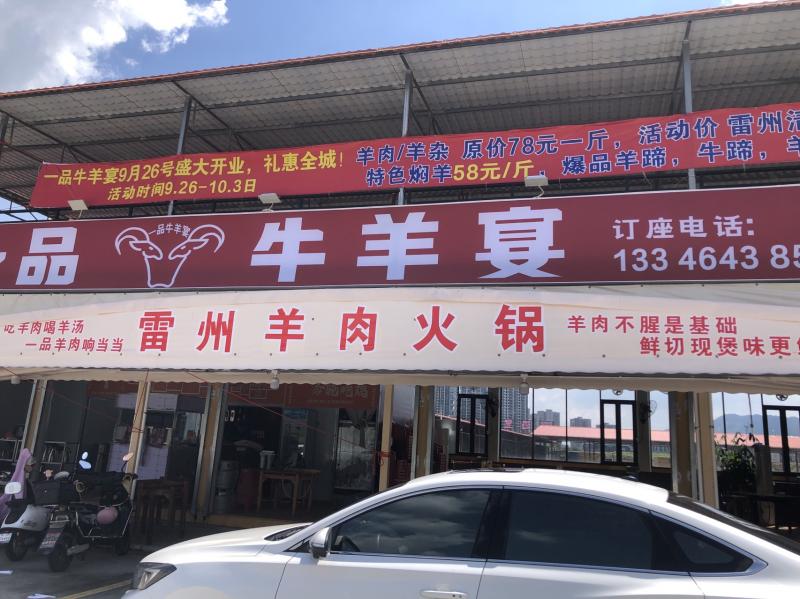 一品牛羊宴9月26号盛大开业，礼惠全城！
活动时间9.26-10.3日
羊肉/羊杂 原价78元一斤，活动价 雷州
特色焖羊58元/斤，爆品羊蹄，牛蹄，
品
一品牛羊宴
牛羊宴
订座电话：
133 4643 85
吃羊肉喝羊汤
一品羊肉响当当
雷州羊肉火锅
羊肉不腥是基础
鲜切现煲味更